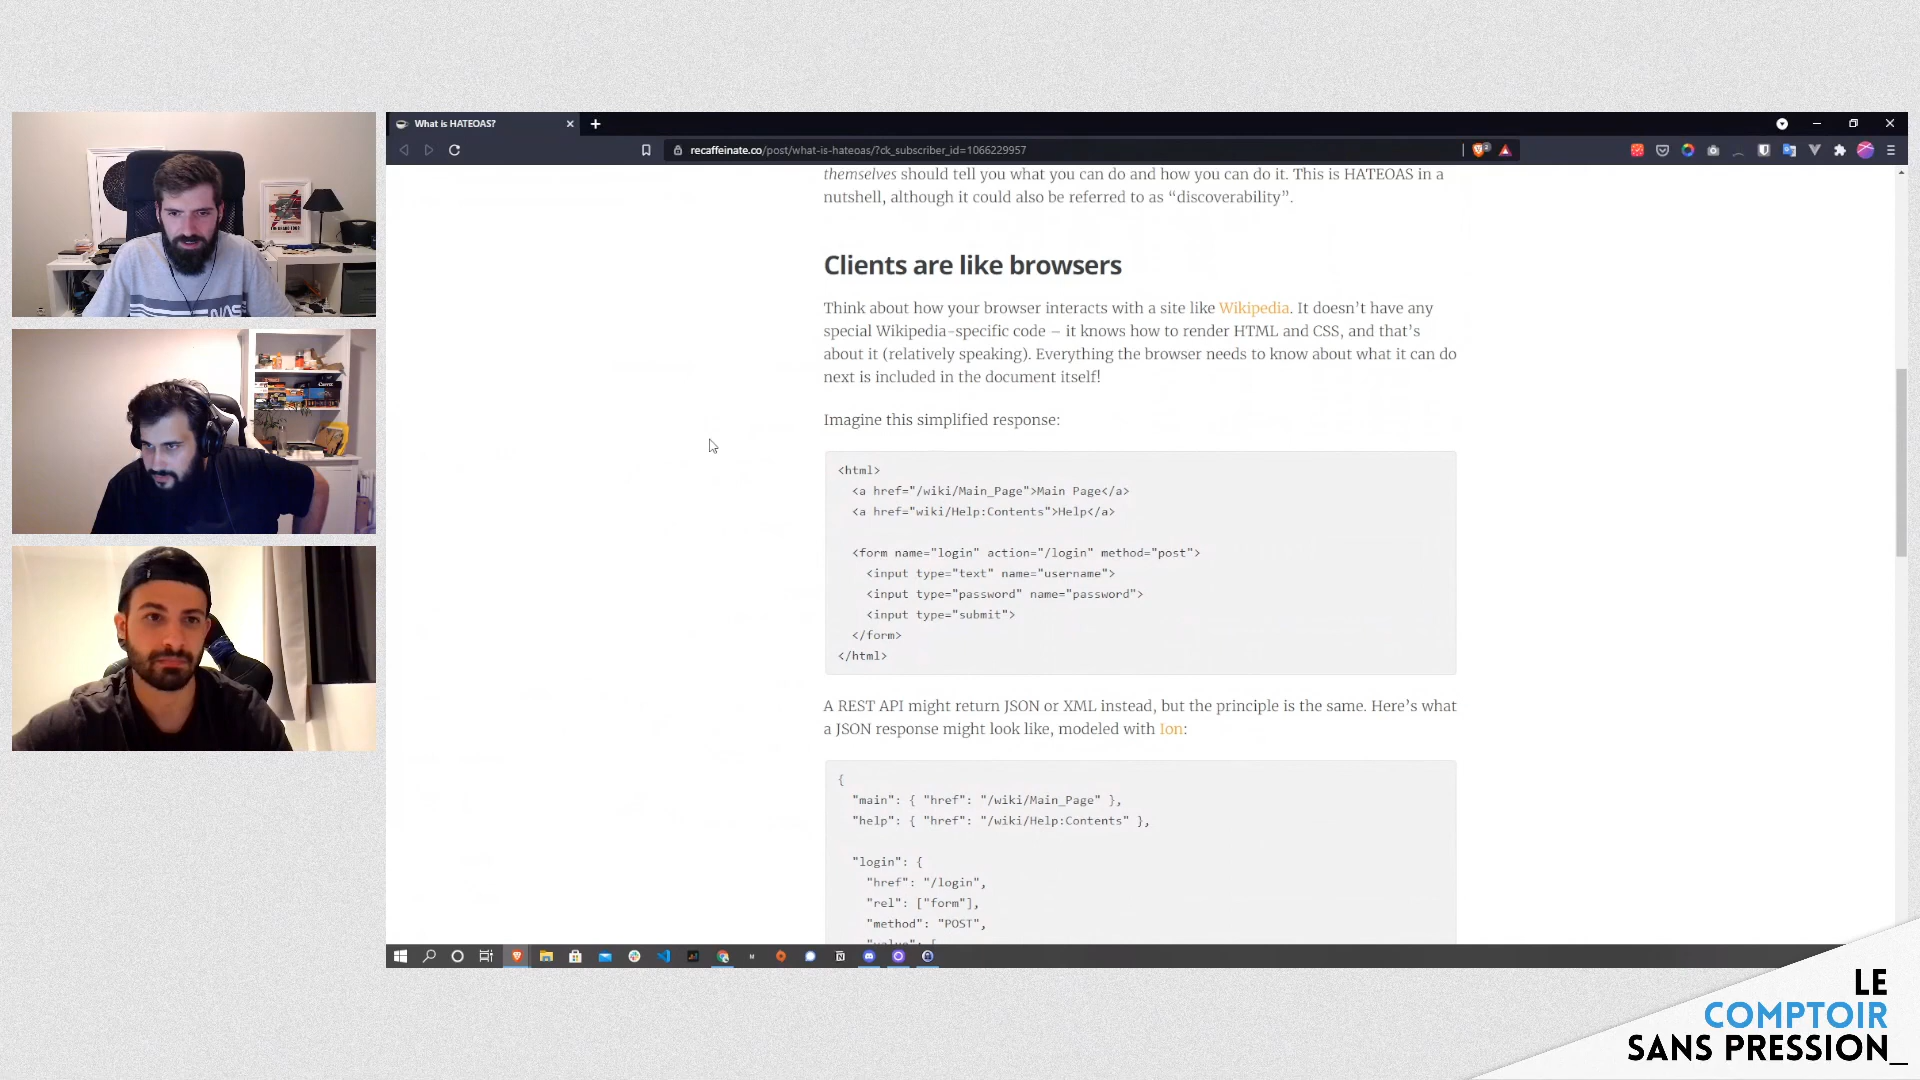 What is HATEOAS?
recaffeinate.co/post/what-is-hateoas/?ck_subscriber_id=1066229957
themselves should tell you what you can do and how you can do it. This is HATEOAS in a
nutshell, although it could also be referred to as “discoverability”.
Clients are like browsers
Think about how your browser interacts with a site like Wikipedia. It doesn’t have any
special Wikipedia-specific code – it knows how to render HTML and CSS, and that’s
about it (relatively speaking). Everything the browser needs to know about what it can do
next is included in the document itself!
Imagine this simplified response:
<html>
<a href="/wiki/Main_Page">Main Page</a>
<a href="wiki/Help:Contents">Help</a>
<form name="login" action="/login" method="post">
<input type="text" name="username">
<input type="password" name="password">
<input type="submit">
</form>
</html>
A REST API might return JSON or XML instead, but the principle is the same. Here’s what
a JSON response might look like, modeled with Ion:
{
"main": { "href": "/wiki/Main_Page" },
"help": { "href": "/wiki/Help:Contents" },
"login": {
"href": "/login",
"rel": ["form"],
"method": "POST",
"value": [
LE
COMPTOIR
SANS PRESSION_